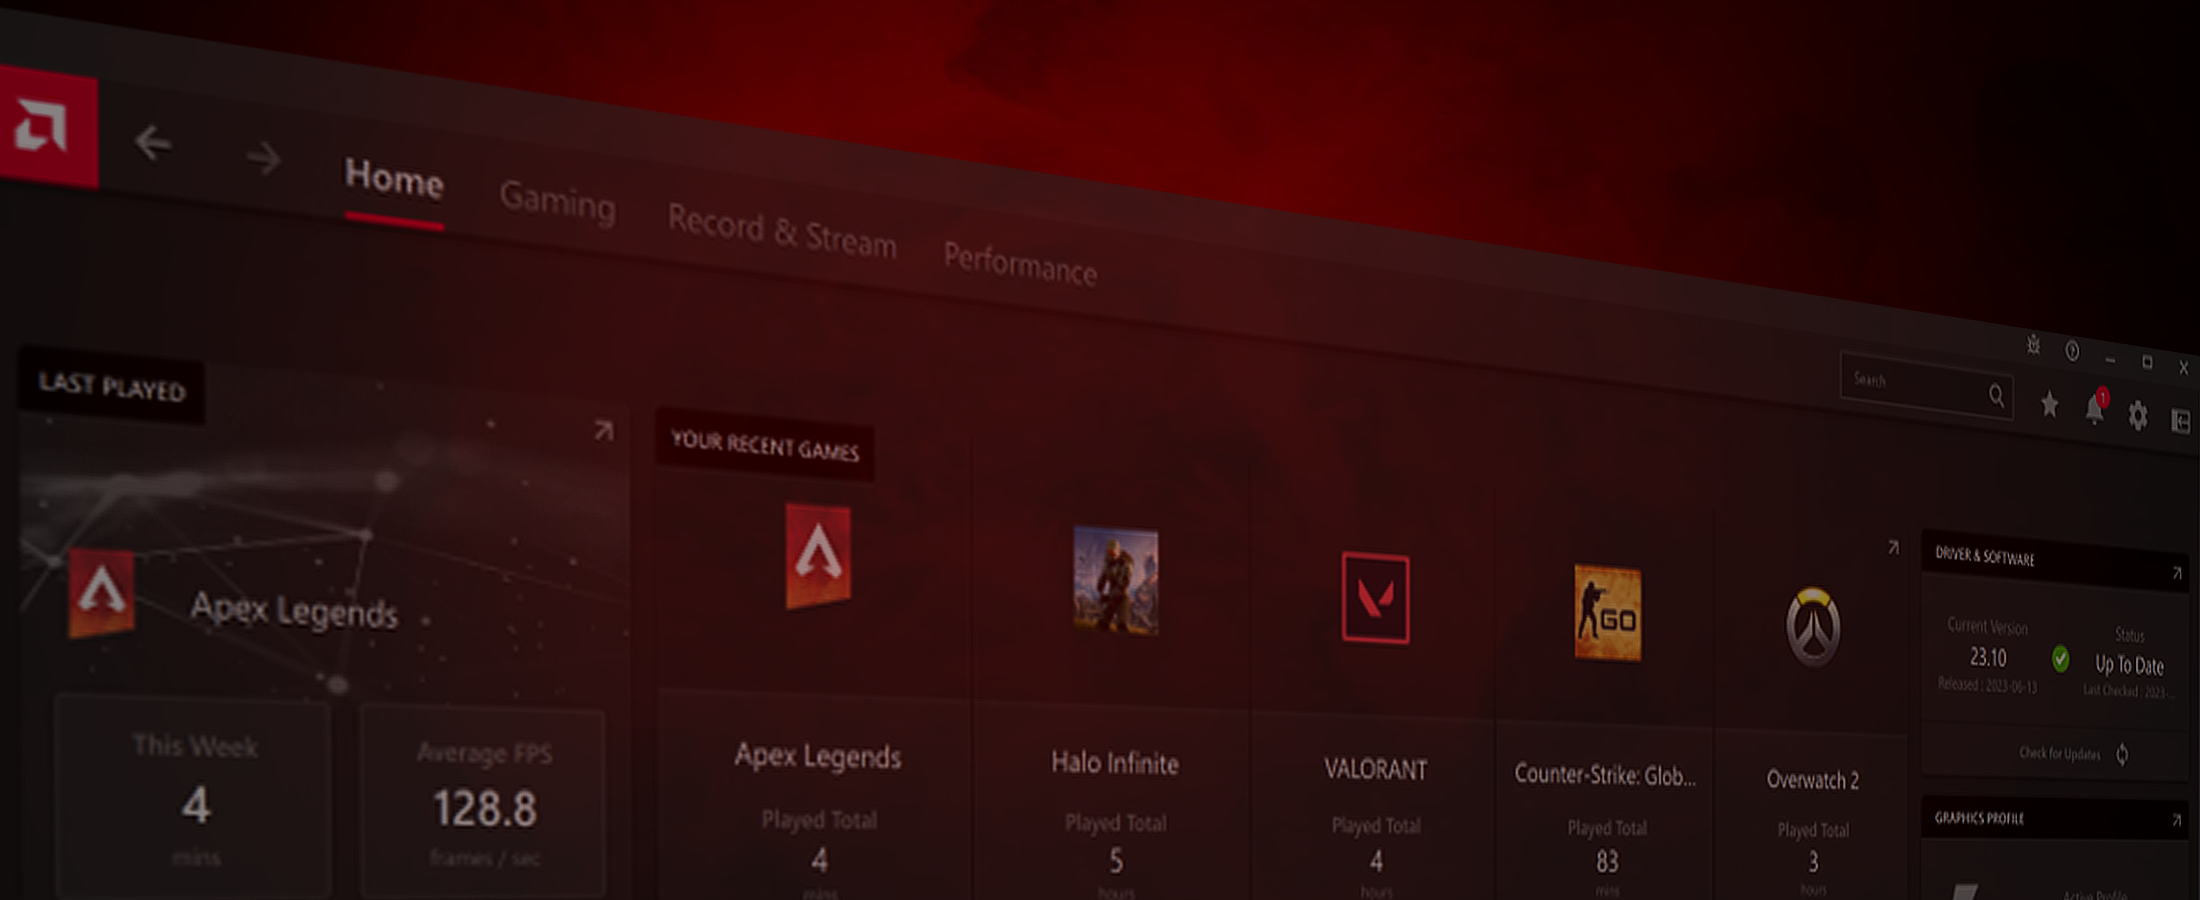 Home
Gaming
Record & Stream
Performance
Search
1
LAST PLAYED
Apex Legends
This Week
4
mins
Average FPS
128.8
frames / sec
YOUR RECENT GAMES
Apex Legends
Played Total
4
mins
Halo Infinite
Played Total
5
hours
VALORANT
Played Total
4
hours
GO
Counter-Strike: Glob...
Played Total
83
mins
Overwatch 2
Played Total
3
hours
DRIVER & SOFTWARE
Current Version
23.10
Released : 2023-06-13
Status
Up To Date
Last Checked : 2023-...
Check for Updates
GRAPHICS PROFILE
Active Profile